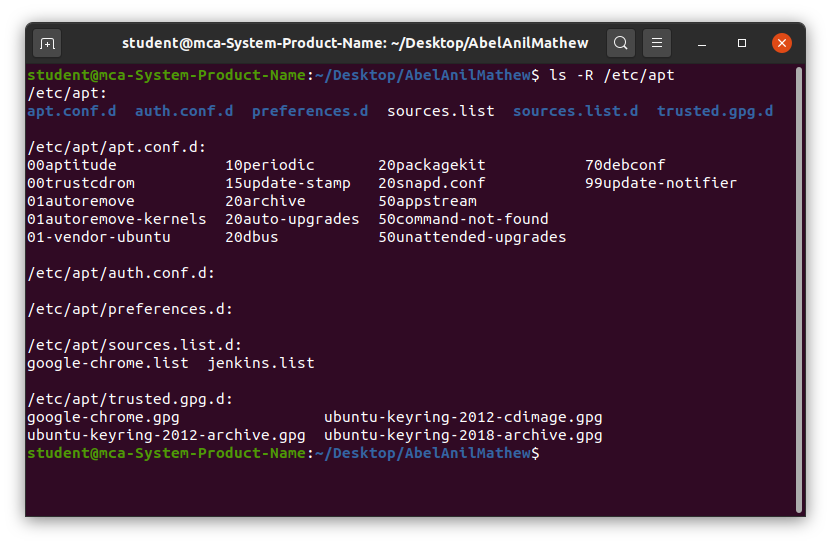 student@mca-System-Product-Name: ~/Desktop/AbelAnilMathew
student@mca-System-Product-Name:~/Desktop/AbelAnilMathew$ ls -R /etc/apt
/etc/apt:
apt.conf.d  auth.conf.d  preferences.d  sources.list  sources.list.d  trusted.gpg.d
/etc/apt/apt.conf.d:
00aptitude            10periodic       20packagekit           70debconf
00trustcdrom          15update-stamp   20snapd.conf           99update-notifier
01autoremove          20archive        50appstream
01autoremove-kernels  20auto-upgrades  50command-not-found
01-vendor-ubuntu      20dbus           50unattended-upgrades
/etc/apt/auth.conf.d:
/etc/apt/preferences.d:
/etc/apt/sources.list.d:
google-chrome.list  jenkins.list
/etc/apt/trusted.gpg.d:
google-chrome.gpg                ubuntu-keyring-2012-cdimage.gpg
ubuntu-keyring-2012-archive.gpg  ubuntu-keyring-2018-archive.gpg
student@mca-System-Product-Name:~/Desktop/AbelAnilMathew$